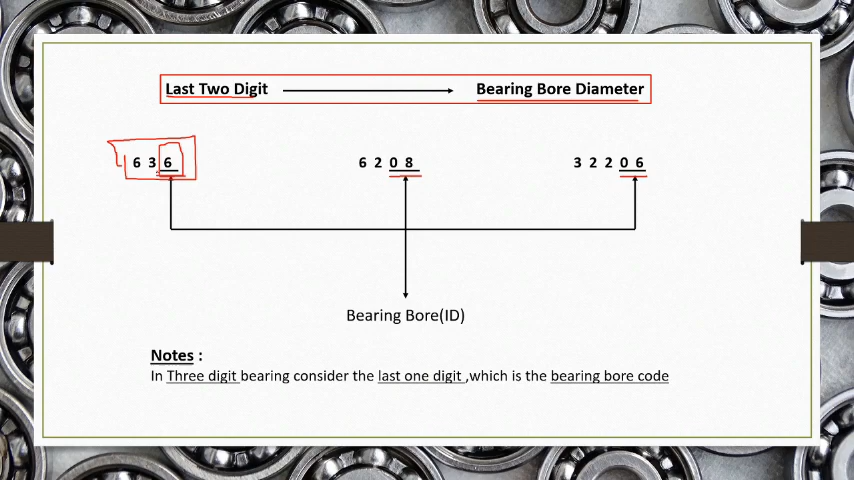 Last Two Digit Bearing Bore Diameter
6 3 6 6 2 0 8 3 2 2 0 6
Bearing Bore(ID)
Notes :
In Three digit bearing consider the last one digit ,which is the bearing bore code